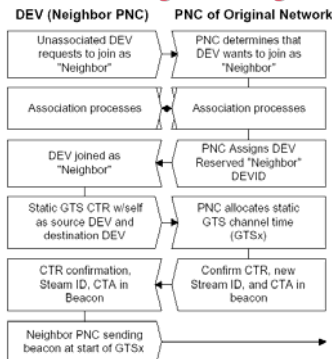 DEV (Neighbor PNC)
PNC of Original Network
Unassociated DEV
requests to join as
"Neighbor"
PNC determines that
DEV wants to join as
"Neighbor"
Association processes
Association processes
DEV joined as
"Neighbor"
PNC Assigns DEV
Reserved "Neighbor"
DEVID
Static GTS CTR w/self
as source DEV and
destination DEV
PNC allocates static
GTS channel time
(GTSx)
CTR confirmation,
Steam ID, CTA in
Beacon
Confirm CTR, new
Stream ID, and CTA in
beacon
Neighbor PNC sending
beacon at start of GTSx